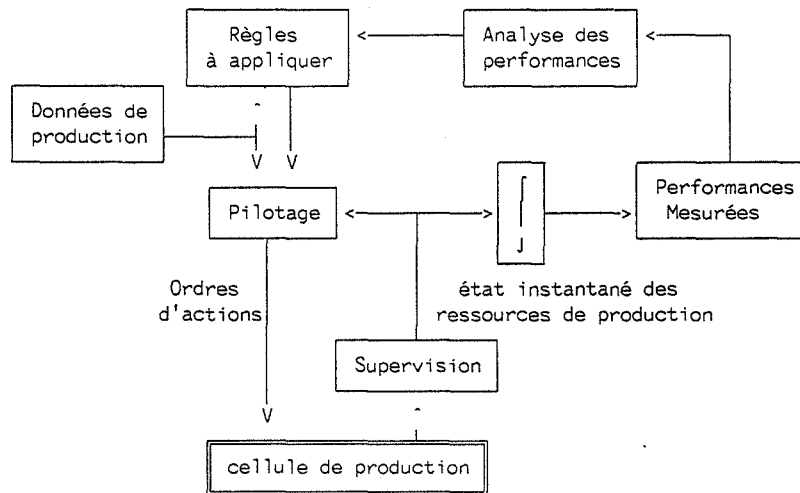 Règles
à appliquer
Analyse des
performances
Données de
production
Pilotage
Performances
Mesurées
Ordres
d'actions
état instantané des
ressources de production
Supervision
cellule de production